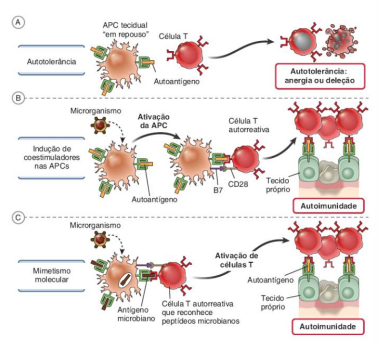 A
APC tecidual
"em repouso"
Célula T
Autotolerância
Autoantígeno
Autotolerância:
anergia ou deleção
B
Microrganismo
Ativação
da APC
Célula T
autorreativa
Indução de
coestimuladores
nas APCs
Autoantígeno
B7
CD28
Tecido
próprio
Autoimunidade
C
Microrganismo
Ativação de
células T
Mimetismo
molecular
Antígeno
microbiano
Célula T autorreativa
que reconhece
peptídeos microbianos
Autoantígeno
Tecido
próprio
Autoimunidade